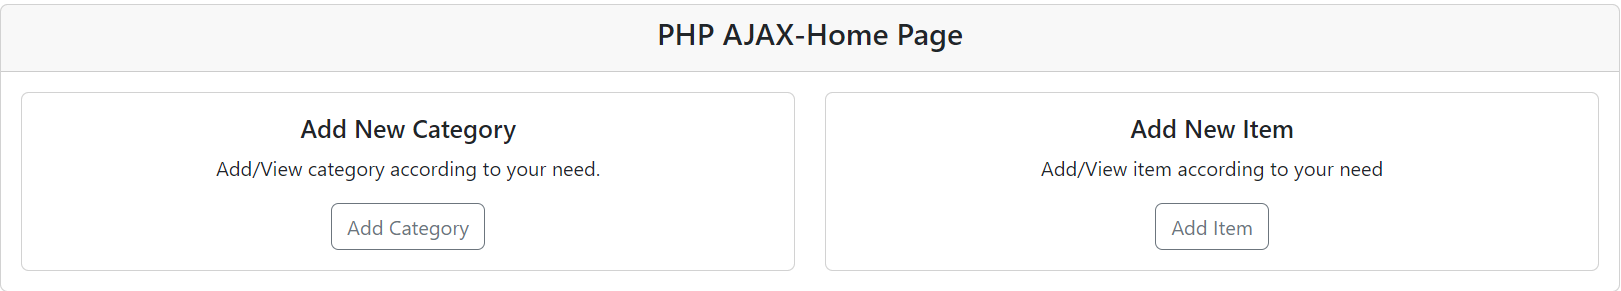 PHP AJAX-Home Page
Add New Category
Add/View category according to your need.
Add Category
Add New Item
Add/View item according to your need
Add Item